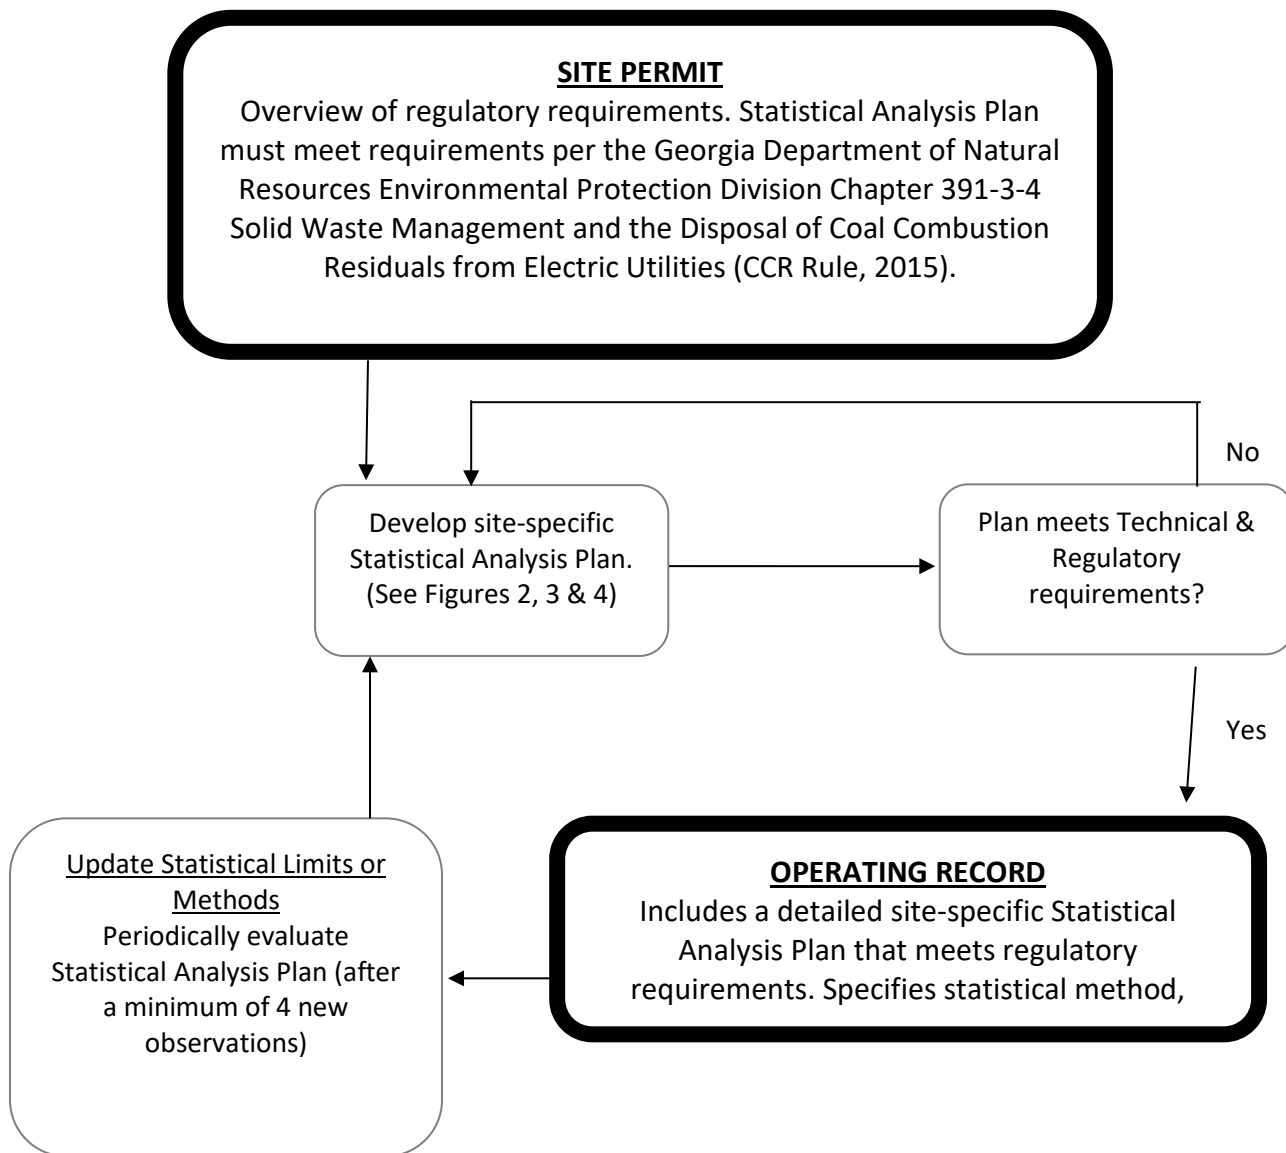 SITE PERMIT
Overview of regulatory requirements. Statistical Analysis Plan
must meet requirements per the Georgia Department of Natural
Resources Environmental Protection Division Chapter 391-3-4
Solid Waste Management and the Disposal of Coal Combustion
Residuals from Electric Utilities (CCR Rule, 2015).
No
Develop site-specific
Statistical Analysis Plan.
(See Figures 2, 3 & 4)
Plan meets Technical &
Regulatory
requirements?
Yes
Update Statistical Limits or
Methods
Periodically evaluate
Statistical Analysis Plan (after
a minimum of 4 new
observations)
OPERATING RECORD
Includes a detailed site-specific Statistical
Analysis Plan that meets regulatory
requirements. Specifies statistical method,